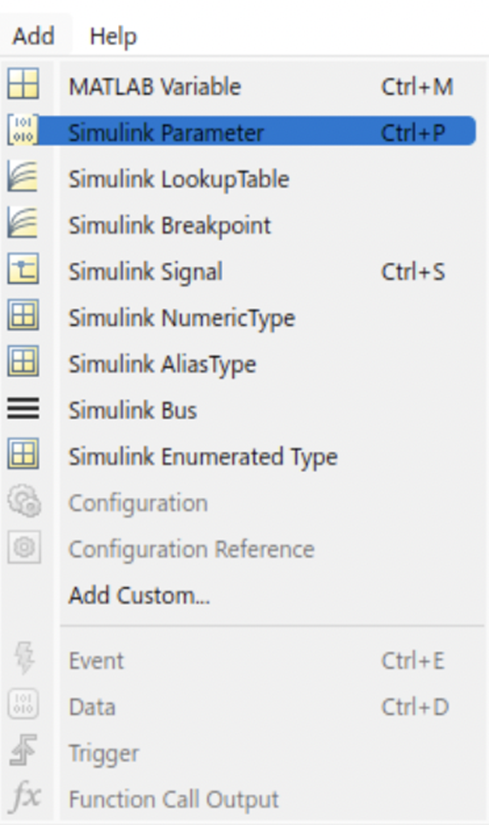 Add Help
MATLAB Variable Ctrl+M
Simulink Parameter Ctrl+P
Simulink LookupTable
Simulink Breakpoint
Simulink Signal Ctrl+S
Simulink NumericType
Simulink AliasType
Simulink Bus
Simulink Enumerated Type
Configuration
Configuration Reference
Add Custom...
Event Ctrl+E
Data Ctrl+D
Trigger
fx Function Call Output